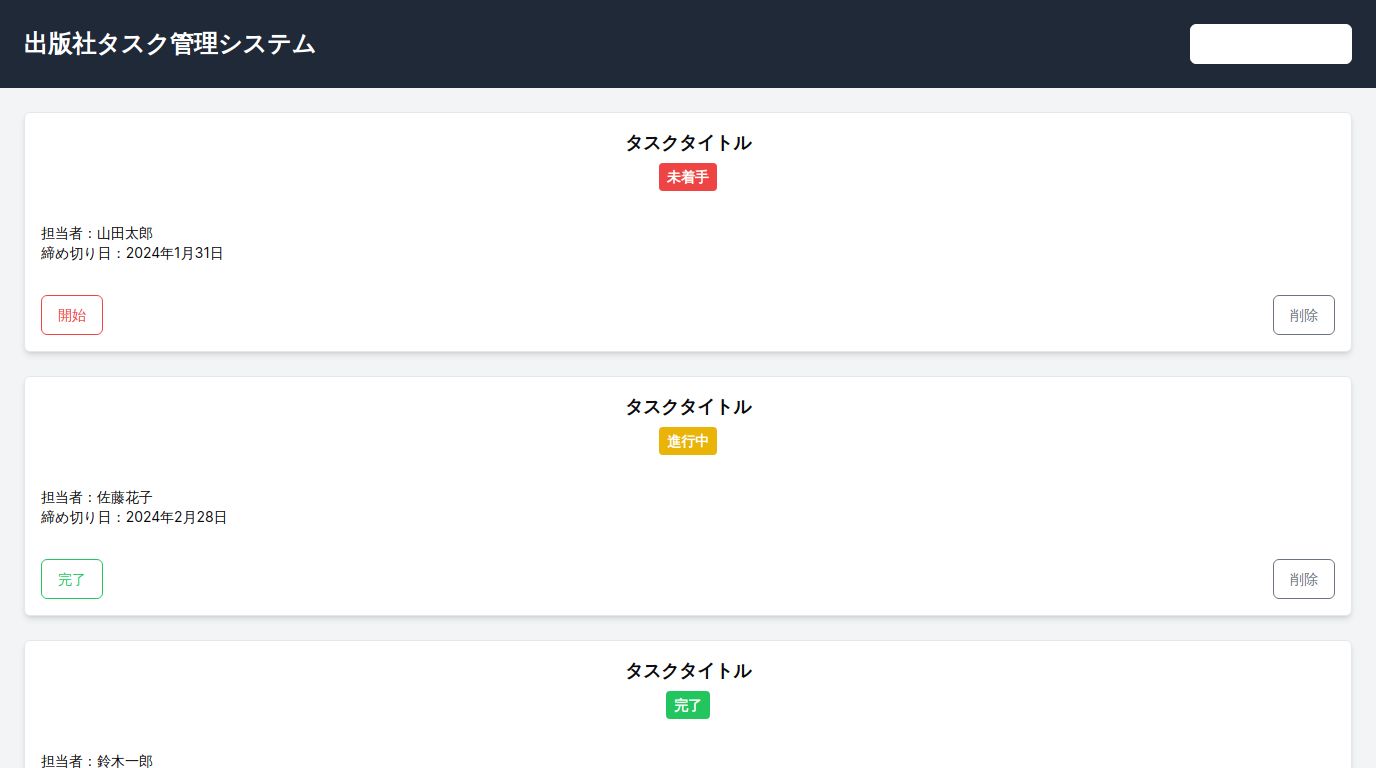 出版社タスク管理システム
タスクタイトル
未着手
担当者：山田太郎
締め切り日：2024年1月31日
開始
削除
タスクタイトル
進行中
担当者：佐藤花子
締め切り日：2024年2月28日
完了
削除
タスクタイトル
完了
担当者：鈴木一郎